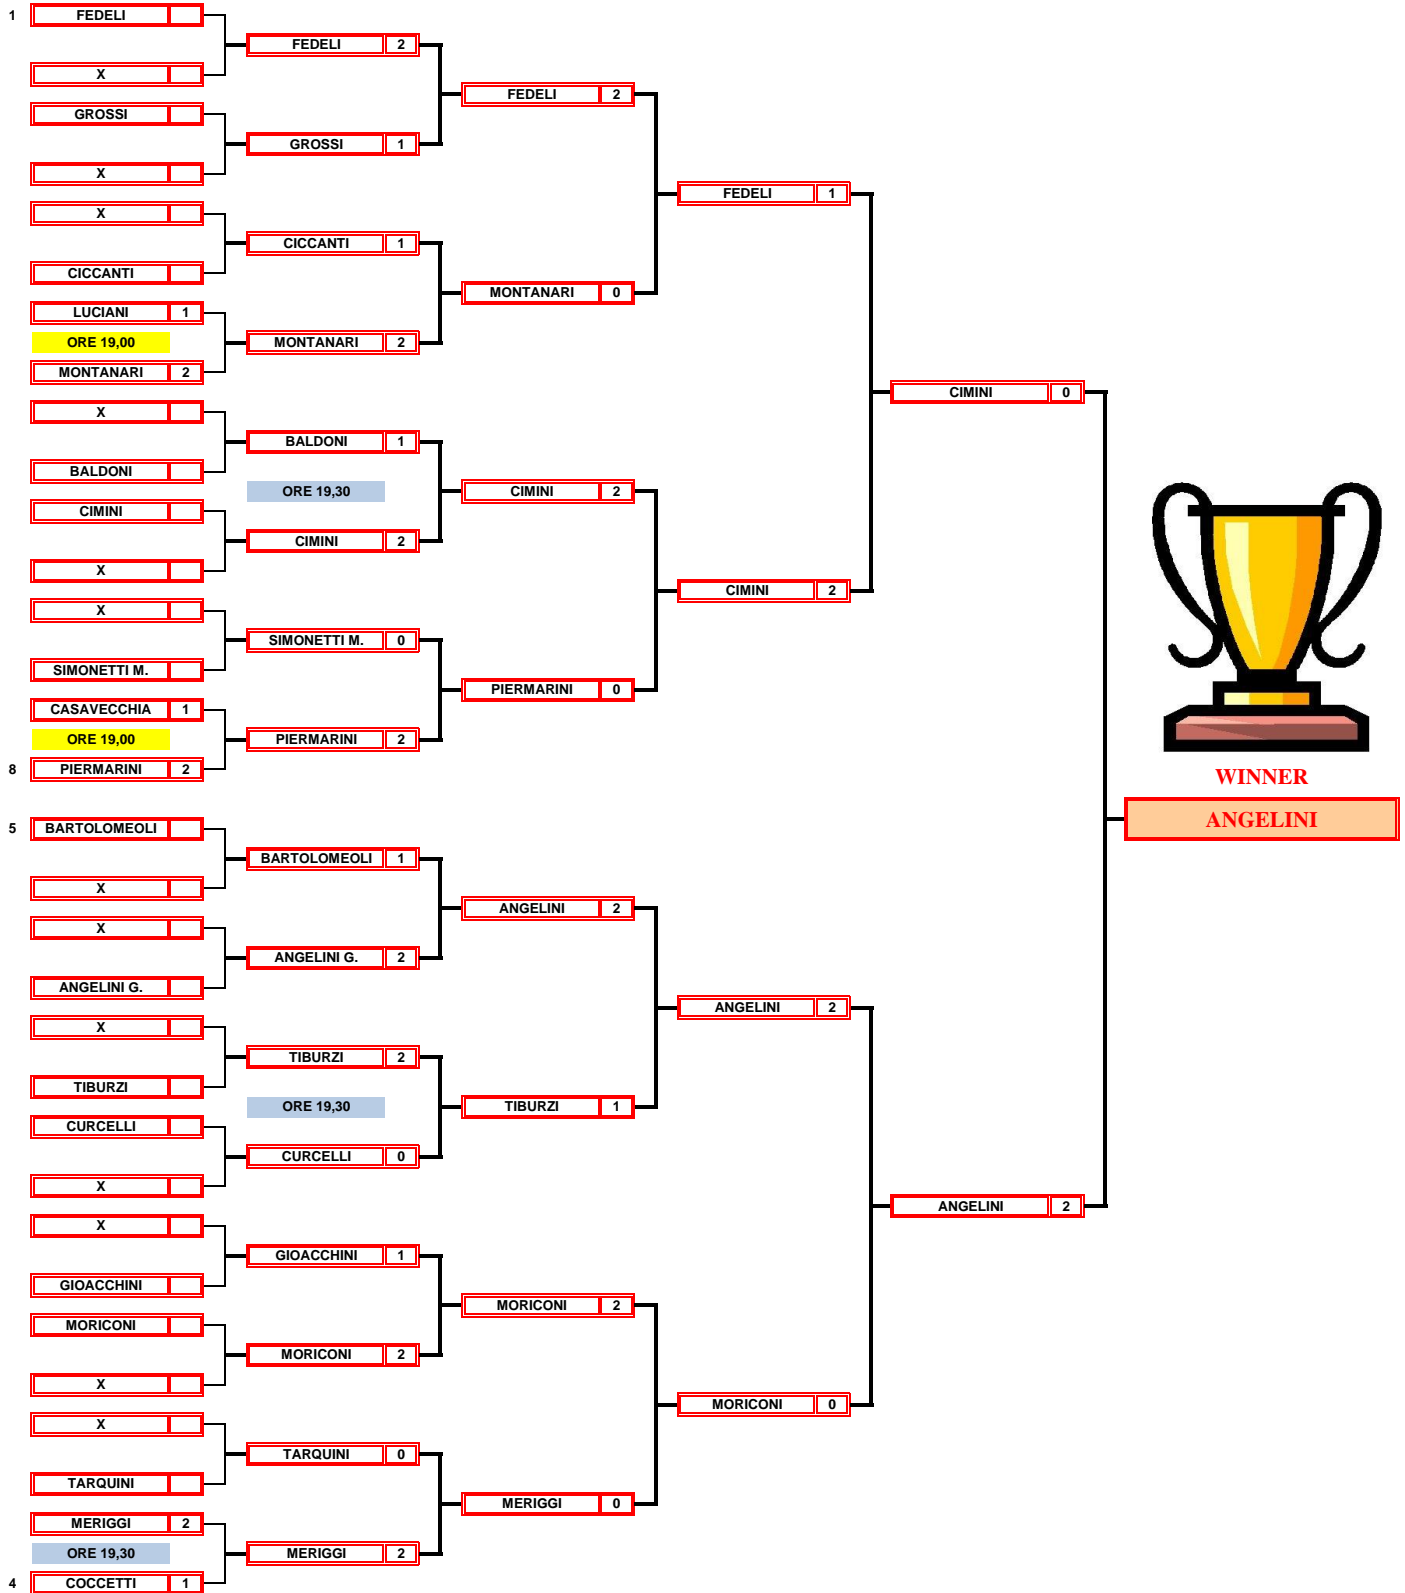 1 FEDELI
FEDELI 2
X
FEDELI 2
GROSSI
GROSSI 1
X
FEDELI 1
X
CICCANTI 1
CICCANTI
MONTANARI 0
LUCIANI 1
ORE 19,00
MONTANARI 2
MONTANARI 2
CIMINI 0
X
BALDONI 1
BALDONI
ORE 19,30
CIMINI 2
CIMINI
CIMINI 2
X
CIMINI 2
X
SIMONETTI M. 0
SIMONETTI M.
PIERMARINI 0
CASAVECCHIA 1
ORE 19,00
PIERMARINI 2
8 PIERMARINI 2
WINNER
ANGELINI
5 BARTOLOMEOLI
BARTOLOMEOLI 1
X
ANGELINI 2
X
ANGELINI G. 2
ANGELINI G.
ANGELINI 2
X
TIBURZI 2
TIBURZI
ORE 19,30
TIBURZI 1
CURCELLI
CURCELLI 0
X
ANGELINI 2
X
GIOACCHINI 1
GIOACCHINI
MORICONI 2
MORICONI
MORICONI 2
X
MORICONI 0
X
TARQUINI 0
TARQUINI
MERIGGI 0
MERIGGI 2
ORE 19,30
MERIGGI 2
4 COCCETTI 1